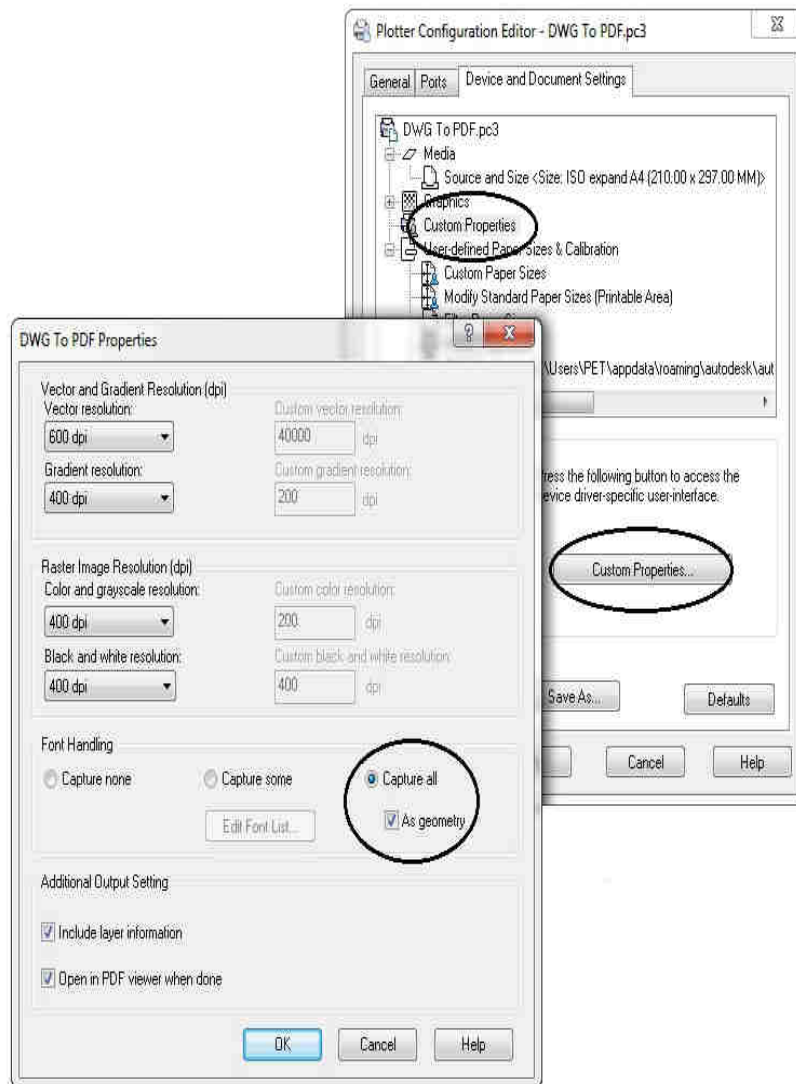 Plotter Configuration Editor - DWG To PDF.pc3
General Ports Device and Document Settings
DWG To PDF.pc3
Media
Source and Size <Size: ISO expand A4 (210.00 x 297.00 MM)>
Graphics
Custom Properties
User-defined Paper Sizes & Calibration
Custom Paper Sizes
Modify Standard Paper Sizes (Printable Area)
\Users\PET\appdata\roaming\autodesk\aut
ress the following button to access the
evice driver-specific user-interface.
Custom Properties...
Save As... Defaults
Cancel Help
DWG To PDF Properties
Vector and Gradient Resolution (dpi)
Vector resolution: Custom vector resolution:
600 dpi 40000 dpi
Gradient resolution: Custom gradient resolution:
400 dpi 200 dpi
Raster Image Resolution (dpi)
Color and grayscale resolution: Custom color resolution:
400 dpi 200 dpi
Black and white resolution: Custom black and white resolution:
400 dpi 400 dpi
Font Handling
Capture none Capture some Capture all
Edit Font List... As geometry
Additional Output Setting
Include layer information
Open in PDF viewer when done
OK Cancel Help